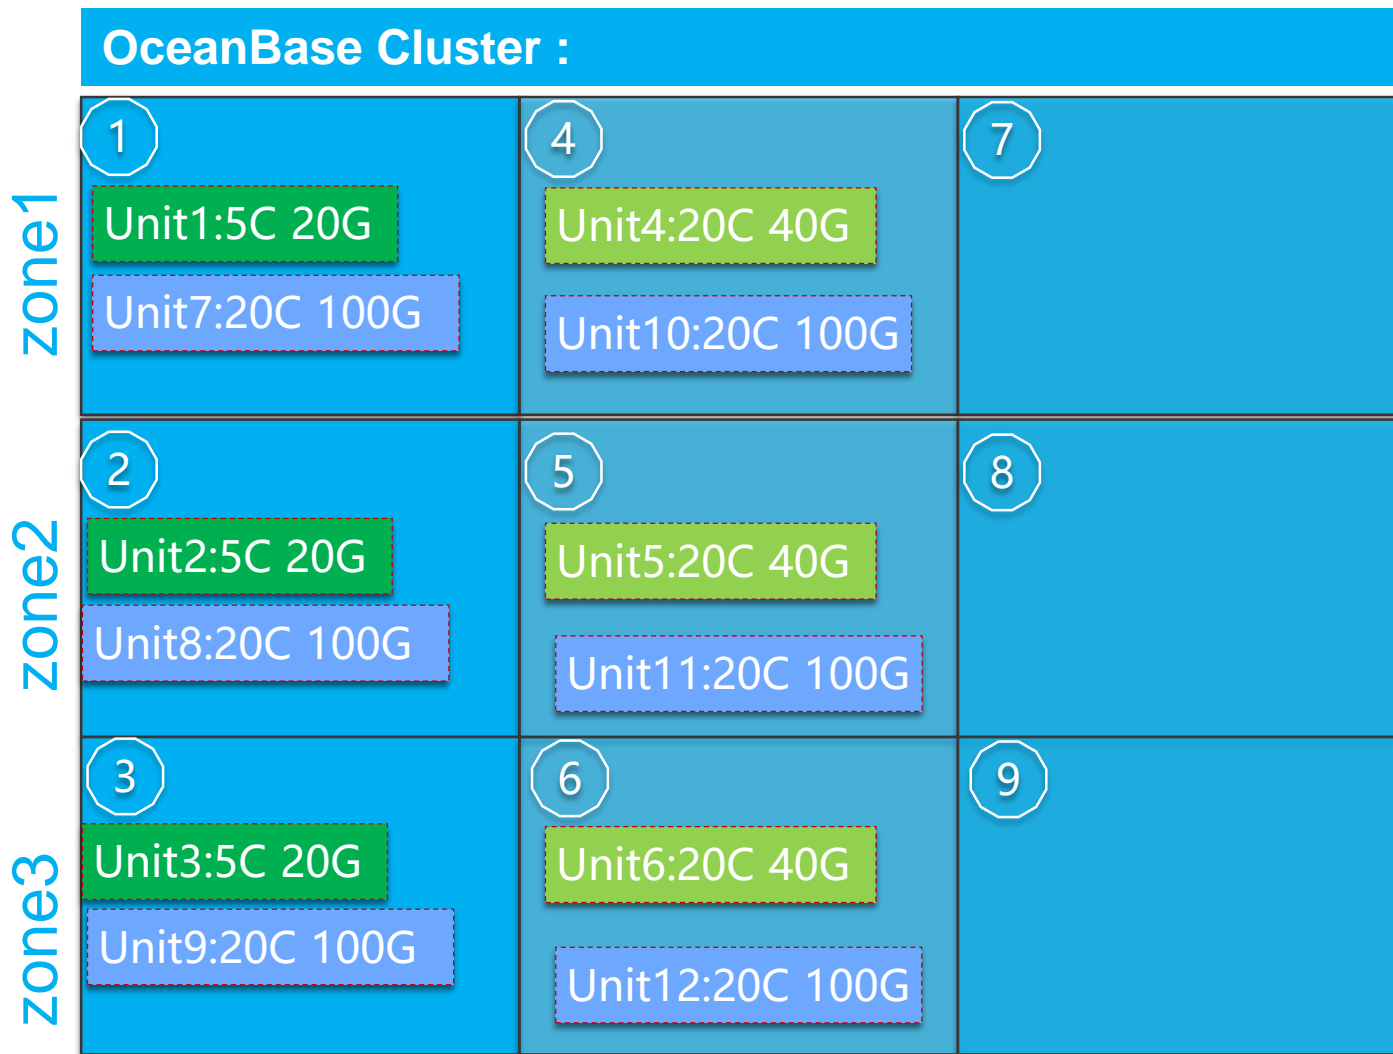 OceanBase Cluster :
zone1
1
Unit1:5C 20G
Unit7:20C 100G
4
Unit4:20C 40G
Unit10:20C 100G
7
zone2
2
Unit2:5C 20G
Unit8:20C 100G
5
Unit5:20C 40G
Unit11:20C 100G
8
zone3
3
Unit3:5C 20G
Unit9:20C 100G
6
Unit6:20C 40G
Unit12:20C 100G
9